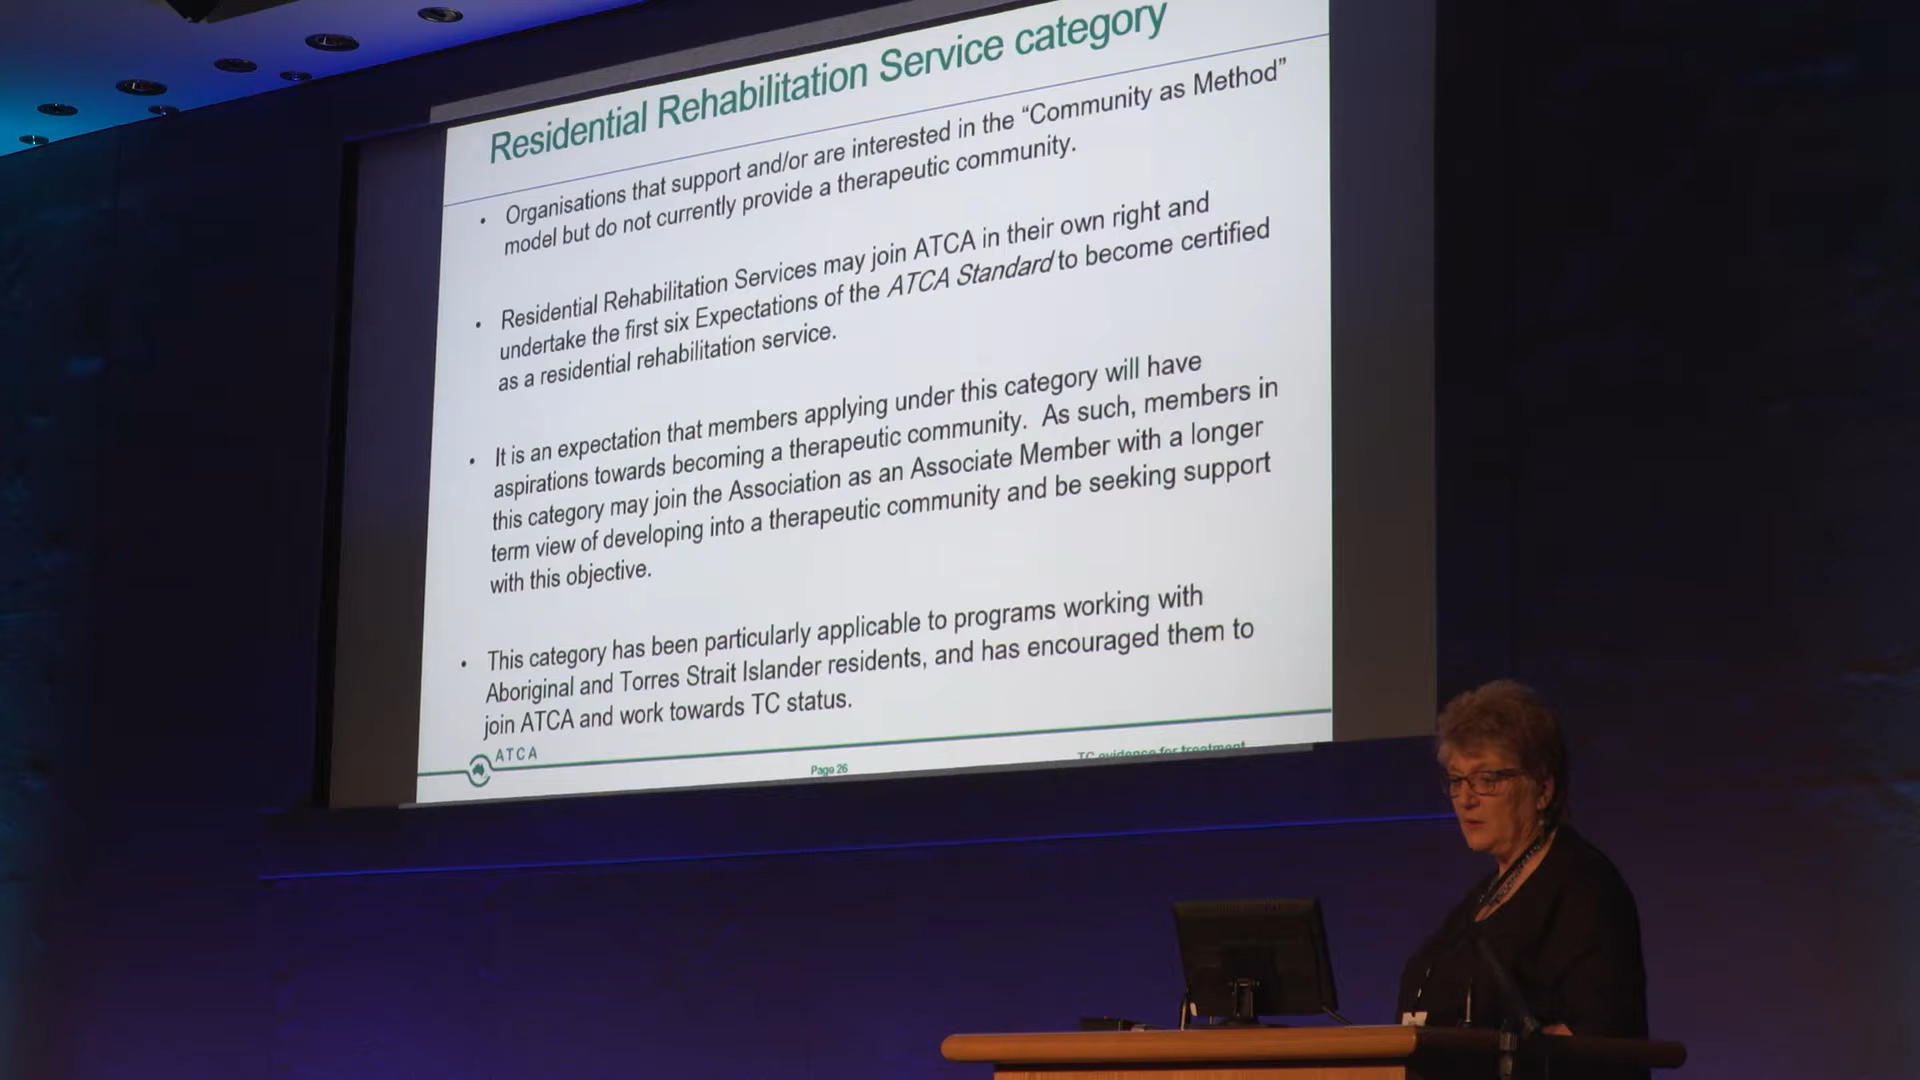 Residential Rehabilitation Service category
• Organisations that support and/or are interested in the “Community as Method”
model but do not currently provide a therapeutic community.
• Residential Rehabilitation Services may join ATCA in their own right and
undertake the first six Expectations of the ATCA Standard to become certified
as a residential rehabilitation service.
• It is an expectation that members applying under this category will have
aspirations towards becoming a therapeutic community. As such, members in
this category may join the Association as an Associate Member with a longer
term view of developing into a therapeutic community and be seeking support
with this objective.
• This category has been particularly applicable to programs working with
Aboriginal and Torres Strait Islander residents, and has encouraged them to
join ATCA and work towards TC status.
ATCA
Page 26
TC evidence for treatment